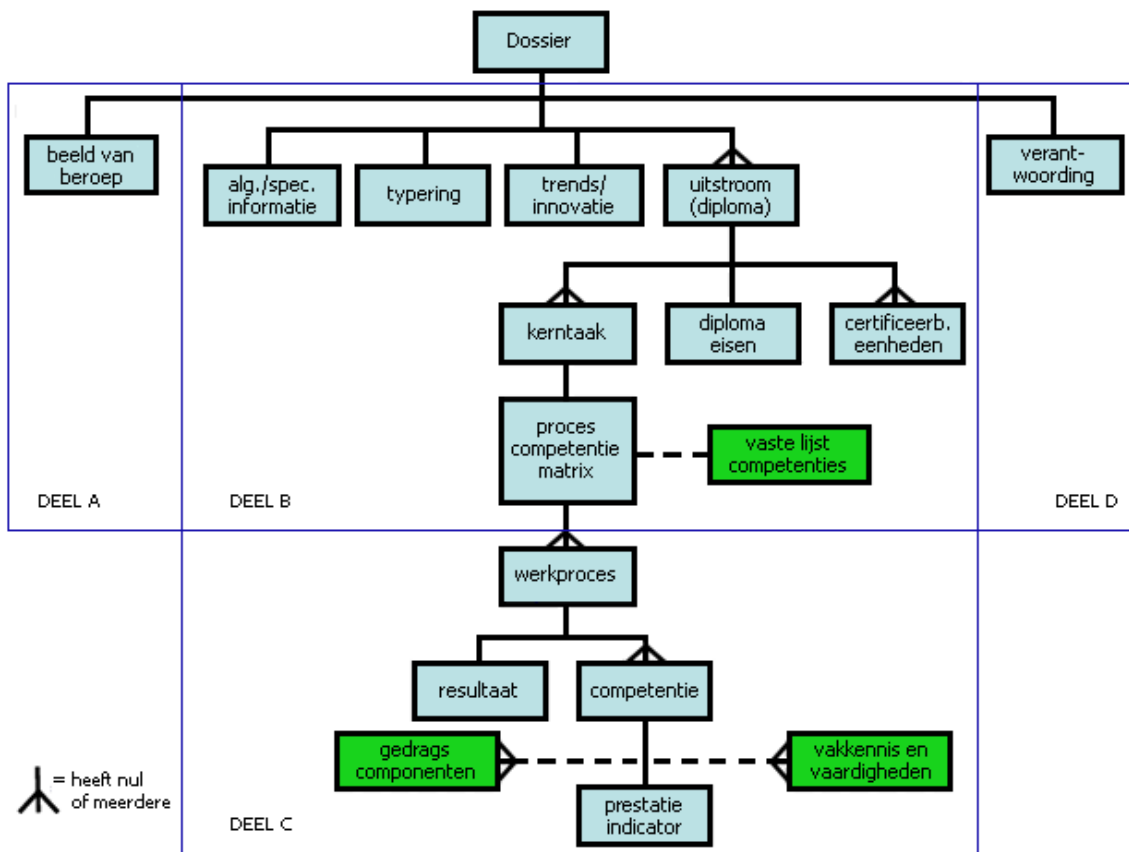 Dossier
beeld van
beroep
alg./spec.
informatie
typering
trends/
innovatie
uitstroom
(diploma)
verant-
woording
kerntaak
diploma
eisen
certificeerb.
eenheden
proces
competentie
matrix
vaste lijst
competenties
DEEL A
DEEL B
DEEL D
werkproces
resultaat
competentie
gedrags
componenten
vakkennis en
vaardigheden
= heeft nul
of meerdere
prestatie
indicator
DEEL C